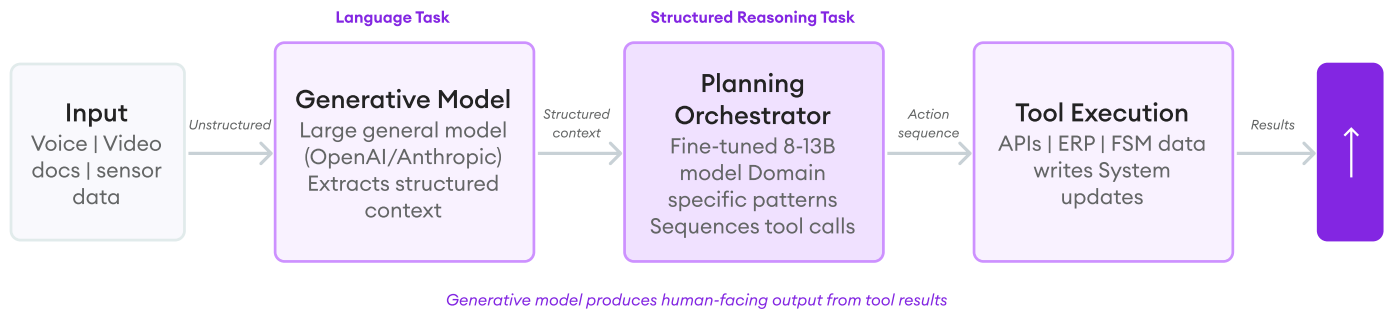 Language Task
Structured Reasoning Task
Input
Voice | Video
docs | sensor
data
Unstructured
Generative Model
Large general model
(OpenAI/Anthropic)
Extracts structured
context
Structured
context
Planning
Orchestrator
Fine-tuned 8-13B
model Domain
specific patterns
Sequences tool calls
Action
sequence
Tool Execution
APIs | ERP | FSM data
writes System
updates
Results
Generative model produces human-facing output from tool results